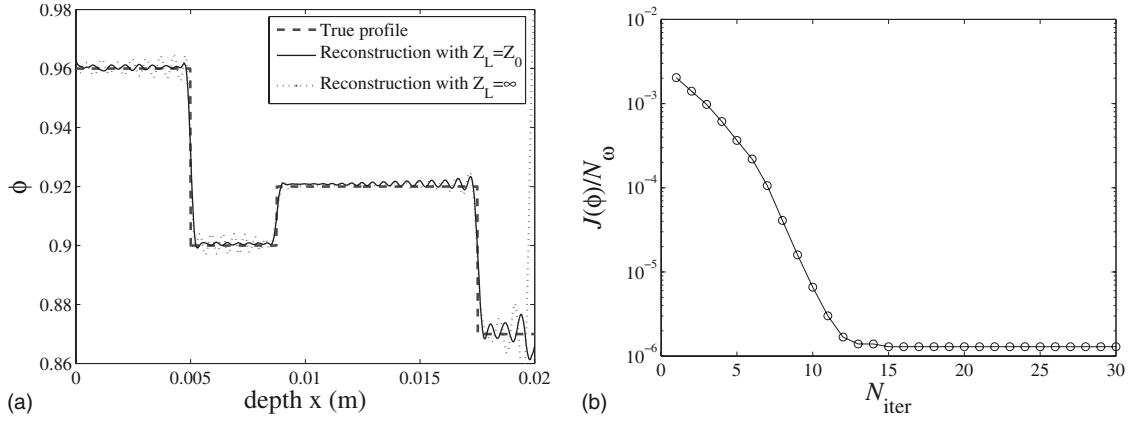 0.98
0.96
0.94
0.92
0.9
0.88
0.86
ϕ
0
0.005
0.01
0.015
0.02
depth x (m)
True profile
Reconstruction with Z_L=Z_0
Reconstruction with Z_L=∞
(a)
10^-2
10^-3
10^-4
10^-5
10^-6
J(ϕ)/N_ω
0
5
10
15
20
25
30
N_iter
(b)